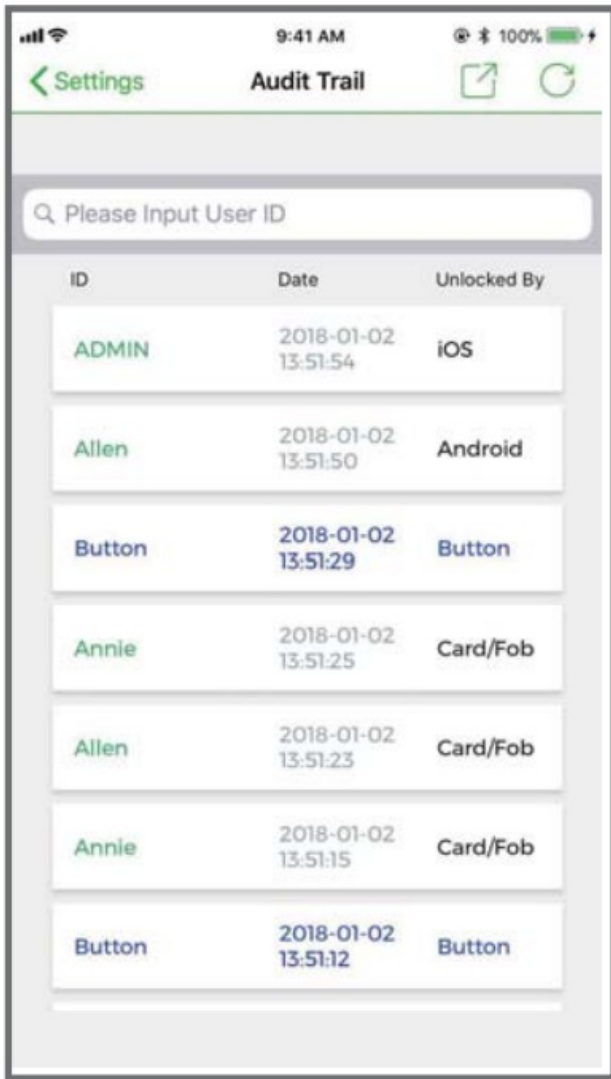 9:41 AM 100%
Settings Audit Trail
Please Input User ID
ID Date Unlocked By
ADMIN 2018-01-02 13:51:54 iOS
Allen 2018-01-02 13:51:50 Android
Button 2018-01-02 13:51:29 Button
Annie 2018-01-02 13:51:25 Card/Fob
Allen 2018-01-02 13:51:23 Card/Fob
Annie 2018-01-02 13:51:15 Card/Fob
Button 2018-01-02 13:51:12 Button